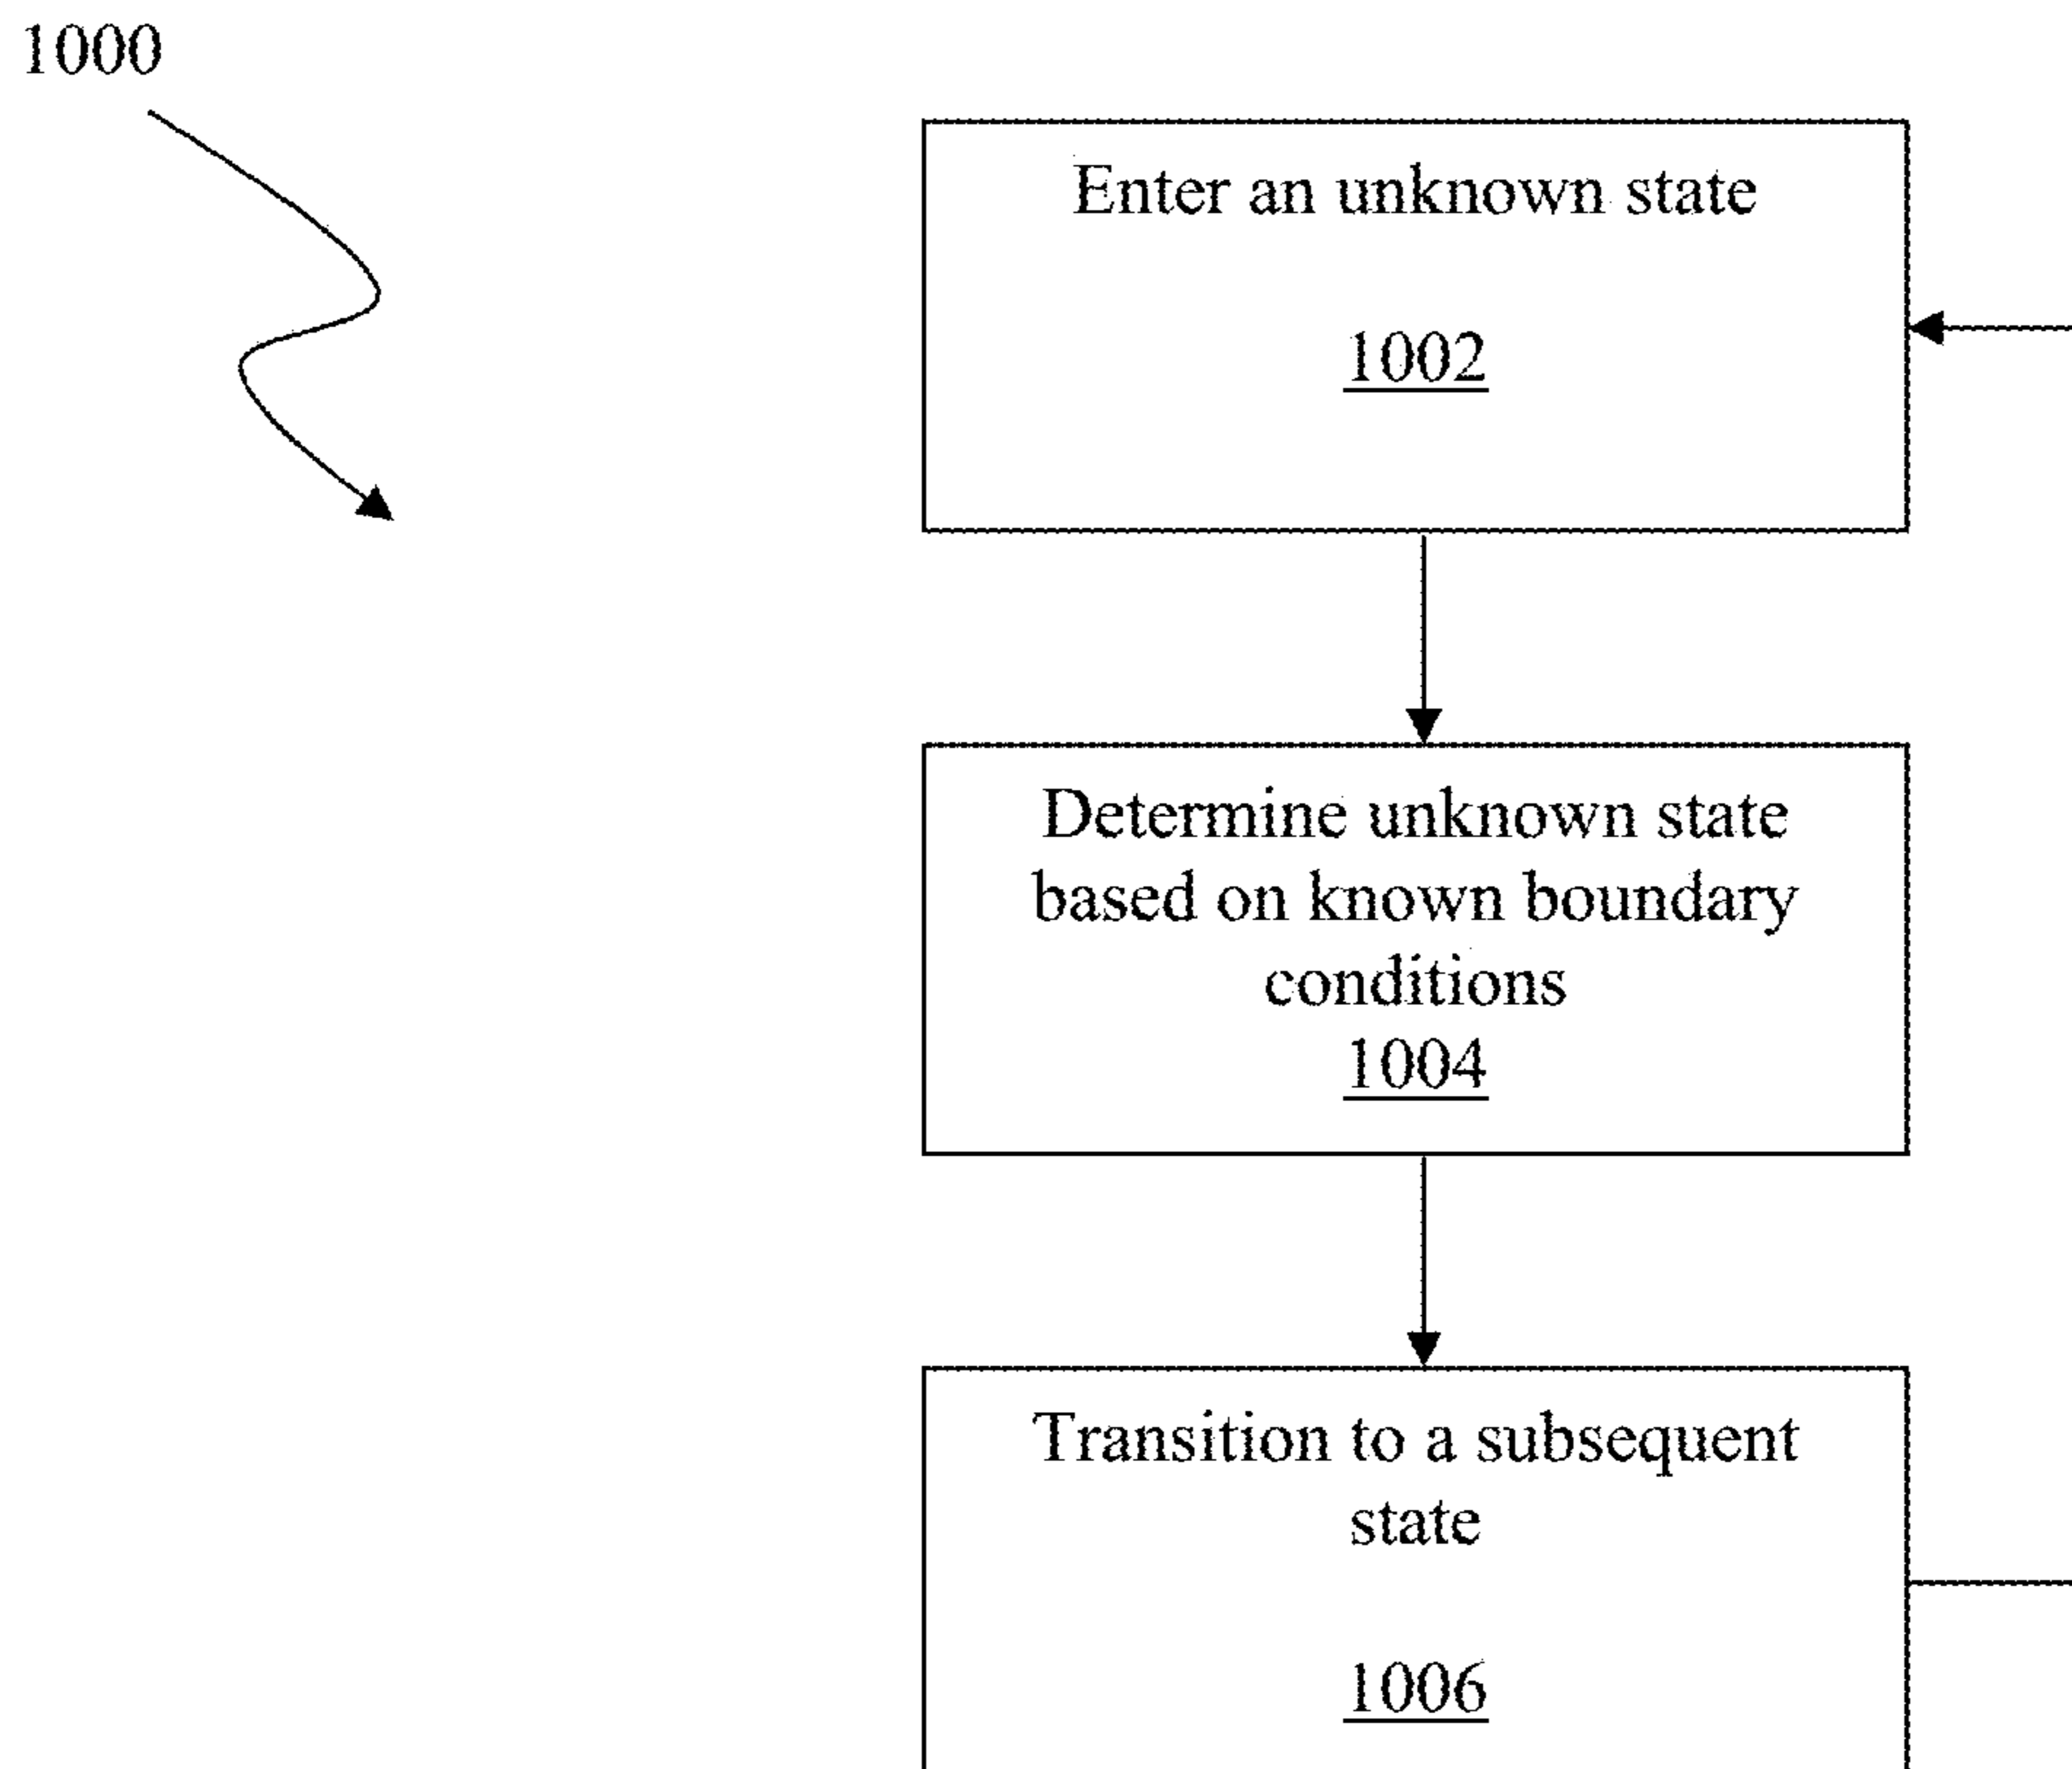 1000
Enter an unknown state
1002
Determine unknown state
based on known boundary
conditions
1004
Transition to a subsequent
state
1006